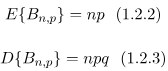 E{B_{n,p}} = np (1.2.2)
D{B_{n,p}} = npq (1.2.3)